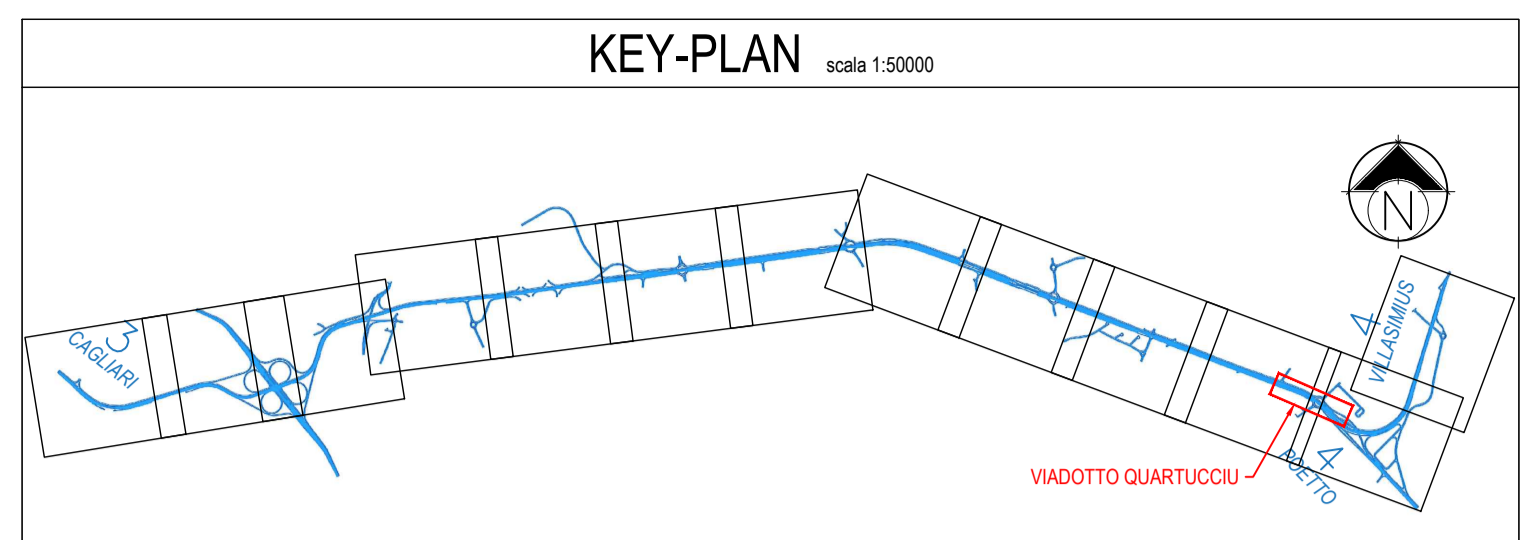 KEY-PLAN scala 1:50000
N
3
CAGLIARI
4
VILLASIMIUS
4
POETTO
VIADOTTO QUARTUCCIU